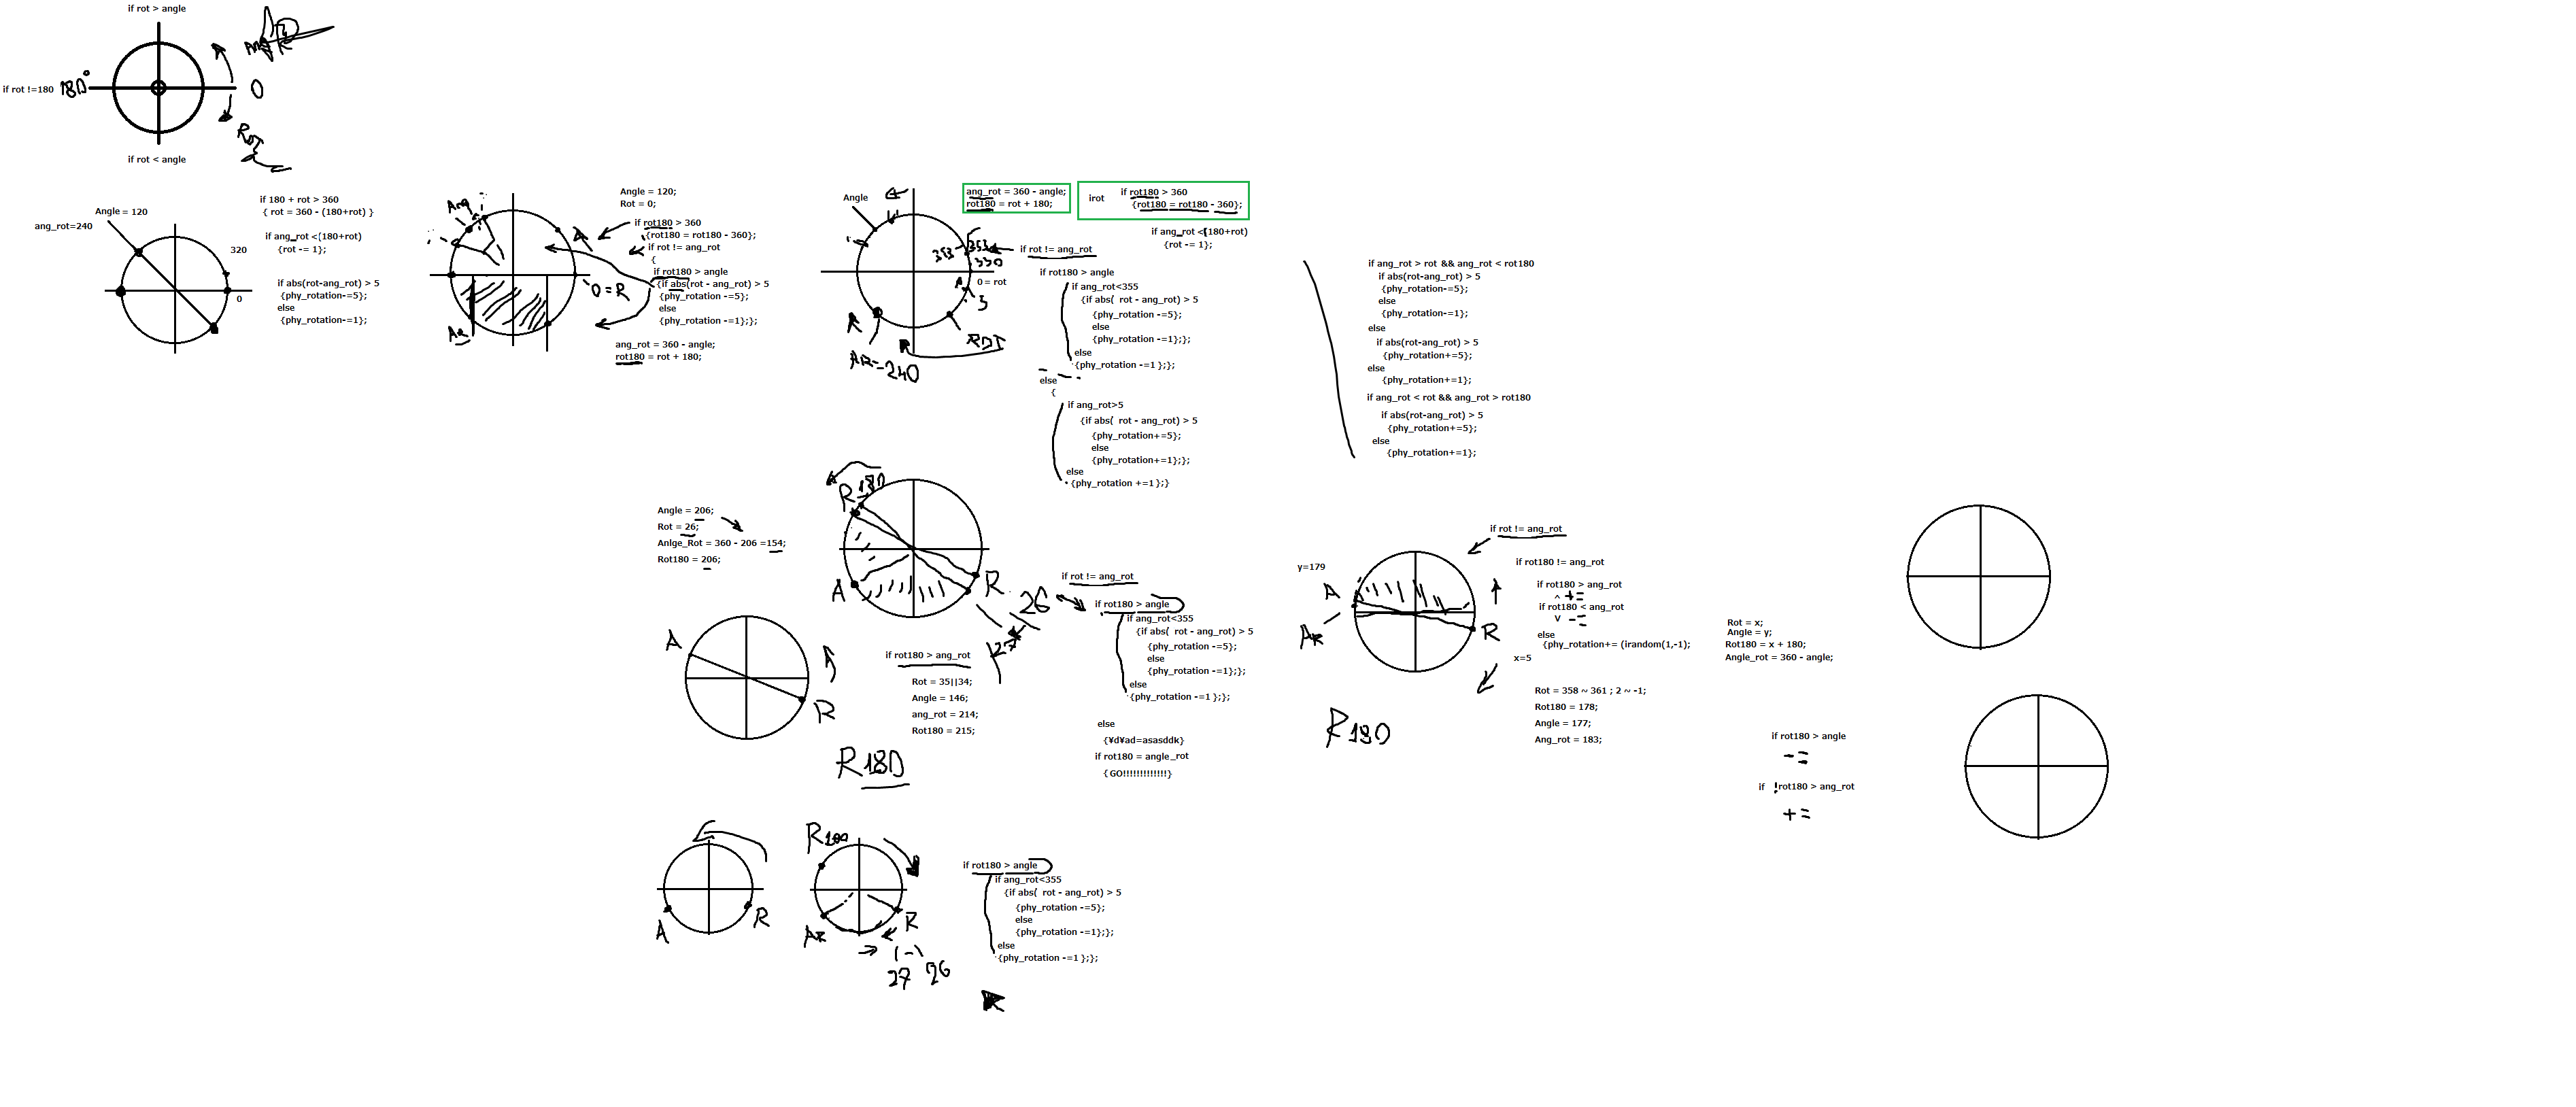 if rot > angle
if rot !=180
180°
0
ROT
if rot < angle
Angle = 120
ang_rot=240
320
0
if 180 + rot > 360
{ rot = 360 - (180+rot) }
if ang_rot <(180+rot)
{rot -= 1};
if abs(rot-ang_rot) > 5
{phy_rotation-=5};
else
{phy_rotation-=1};
Ang
A
0 = R
AR
Angle = 120;
Rot = 0;
if rot180 > 360
{rot180 = rot180 - 360};
if rot != ang_rot
{
if rot180 > angle
{if abs(rot - ang_rot) > 5
{phy_rotation -=5};
else
{phy_rotation -=1};};
ang_rot = 360 - angle;
rot180 = rot + 180;
Angle
353
330
0 = rot
3
R
AR=240
ROT
ang_rot = 360 - angle;
rot180 = rot + 180;
irot
if rot180 > 360
{rot180 = rot180 - 360};
if ang_rot <(180+rot)
{rot -= 1};
if rot != ang_rot
if rot180 > angle
if ang_rot<355
{if abs( rot - ang_rot) > 5
{phy_rotation -=5};
else
{phy_rotation -=1};};
else
{phy_rotation -=1 };};
else
{
if ang_rot>5
{if abs( rot - ang_rot) > 5
{phy_rotation+=5};
else
{phy_rotation+=1};};
else
{phy_rotation +=1 };}
if ang_rot > rot && ang_rot < rot180
if abs(rot-ang_rot) > 5
{phy_rotation-=5};
else
{phy_rotation-=1};
else
if abs(rot-ang_rot) > 5
{phy_rotation+=5};
else
{phy_rotation+=1};
if ang_rot < rot && ang_rot > rot180
if abs(rot-ang_rot) > 5
{phy_rotation+=5};
else
{phy_rotation+=1};
Angle = 206;
Rot = 26;
Anlge_Rot = 360 - 206 =154;
Rot180 = 206;
R180
A
R
26
27
A
R
R180
if rot180 > ang_rot
Rot = 35||34;
Angle = 146;
ang_rot = 214;
Rot180 = 215;
if rot != ang_rot
if rot180 > angle
if ang_rot<355
{if abs( rot - ang_rot) > 5
{phy_rotation -=5};
else
{phy_rotation -=1};};
else
{phy_rotation -=1 };};
else
{¥d¥ad=asasddk}
if rot180 = angle_rot
{ GO!!!!!!!!!!!!!}
y=179
A
AR
R
R180
x=5
if rot != ang_rot
if rot180 != ang_rot
if rot180 > ang_rot
^ +=
if rot180 < ang_rot
v -=
else
{phy_rotation+= (irandom(1,-1);
Rot = 358 ~ 361 ; 2 ~ -1;
Rot180 = 178;
Angle = 177;
Ang_rot = 183;
Rot = x;
Angle = y;
Rot180 = x + 180;
Angle_rot = 360 - angle;
if rot180 > angle
-=
if !rot180 > ang_rot
+=
A
R
R180
AR
R
27 26
if rot180 > angle
if ang_rot<355
{if abs( rot - ang_rot) > 5
{phy_rotation -=5};
else
{phy_rotation -=1};};
else
{phy_rotation -=1 };};